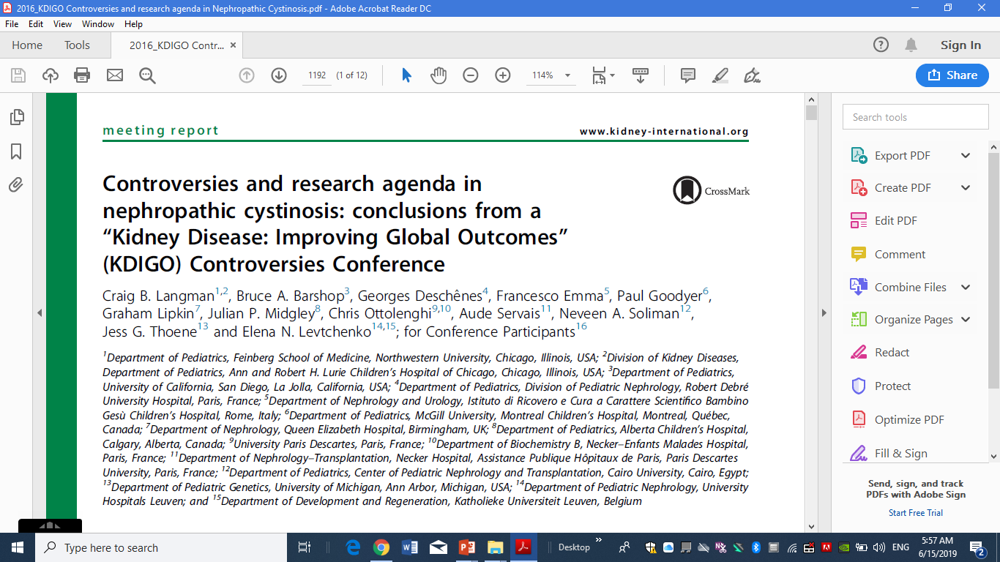 2016_KDIGO Controversies and research agenda in Nephropathic Cystinosis.pdf - Adobe Acrobat Reader DC
File Edit View Window Help
Home Tools 2016_KDIGO Contr... × Sign In
1192 (1 of 12) 114% Share
meeting report www.kidney-international.org
Controversies and research agenda in
nephropathic cystinosis: conclusions from a
“Kidney Disease: Improving Global Outcomes”
(KDIGO) Controversies Conference
CrossMark
Craig B. Langman1,2, Bruce A. Barshop3, Georges Deschênes4, Francesco Emma5, Paul Goodyer6,
Graham Lipkin7, Julian P. Midgley8, Chris Ottolenghi9,10, Aude Servais11, Neveen A. Soliman12,
Jess G. Thoene13 and Elena N. Levtchenko14,15; for Conference Participants16
1Department of Pediatrics, Feinberg School of Medicine, Northwestern University, Chicago, Illinois, USA; 2Division of Kidney Diseases,
Department of Pediatrics, Ann and Robert H. Lurie Children’s Hospital of Chicago, Chicago, Illinois, USA; 3Department of Pediatrics,
University of California, San Diego, La Jolla, California, USA; 4Department of Pediatrics, Division of Pediatric Nephrology, Robert Debré
University Hospital, Paris, France; 5Department of Nephrology and Urology, Istituto di Ricovero e Cura a Carattere Scientifico Bambino
Gesù Children’s Hospital, Rome, Italy; 6Department of Pediatrics, McGill University, Montreal Children’s Hospital, Montreal, Québec,
Canada; 7Department of Nephrology, Queen Elizabeth Hospital, Birmingham, UK; 8Department of Pediatrics, Alberta Children’s Hospital,
Calgary, Alberta, Canada; 9University Paris Descartes, Paris, France; 10Department of Biochemistry B, Necker–Enfants Malades Hospital,
Paris, France; 11Department of Nephrology–Transplantation, Necker Hospital, Assistance Publique Hôpitaux de Paris, Paris Descartes
University, Paris, France; 12Department of Pediatrics, Center of Pediatric Nephrology and Transplantation, Cairo University, Cairo, Egypt;
13Department of Pediatric Genetics, University of Michigan, Ann Arbor, Michigan, USA; 14Department of Pediatric Nephrology, University
Hospitals Leuven; and 15Department of Development and Regeneration, Katholieke Universiteit Leuven, Belgium
Search tools
Export PDF
Create PDF
Edit PDF
Comment
Combine Files
Organize Pages
Redact
Protect
Optimize PDF
Fill & Sign
Send, sign, and track
PDFs with Adobe Sign
Start Free Trial
Type here to search Desktop ENG 5:57 AM
6/15/2019 2